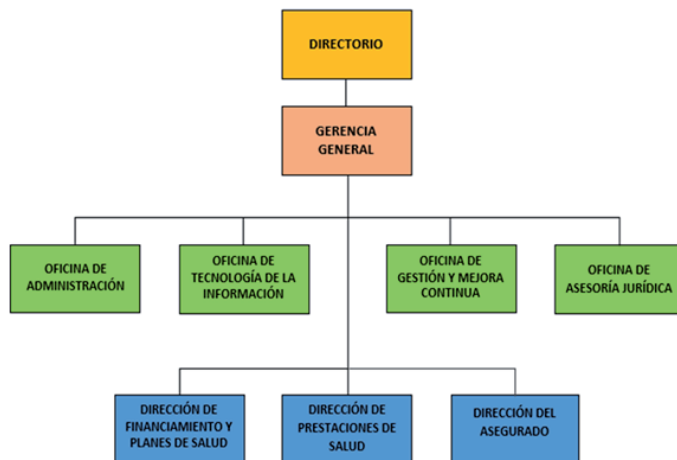 DIRECTORIO
GERENCIA
GENERAL
OFICINA DE
ADMINISTRACIÓN
OFICINA DE
TECNOLOGÍA DE LA
INFORMACIÓN
OFICINA DE
GESTIÓN Y MEJORA
CONTINUA
OFICINA DE
ASESORÍA JURÍDICA
DIRECCIÓN DE
FINANCIAMIENTO Y
PLANES DE SALUD
DIRECCIÓN DE
PRESTACIONES DE
SALUD
DIRECCIÓN DEL
ASEGURADO